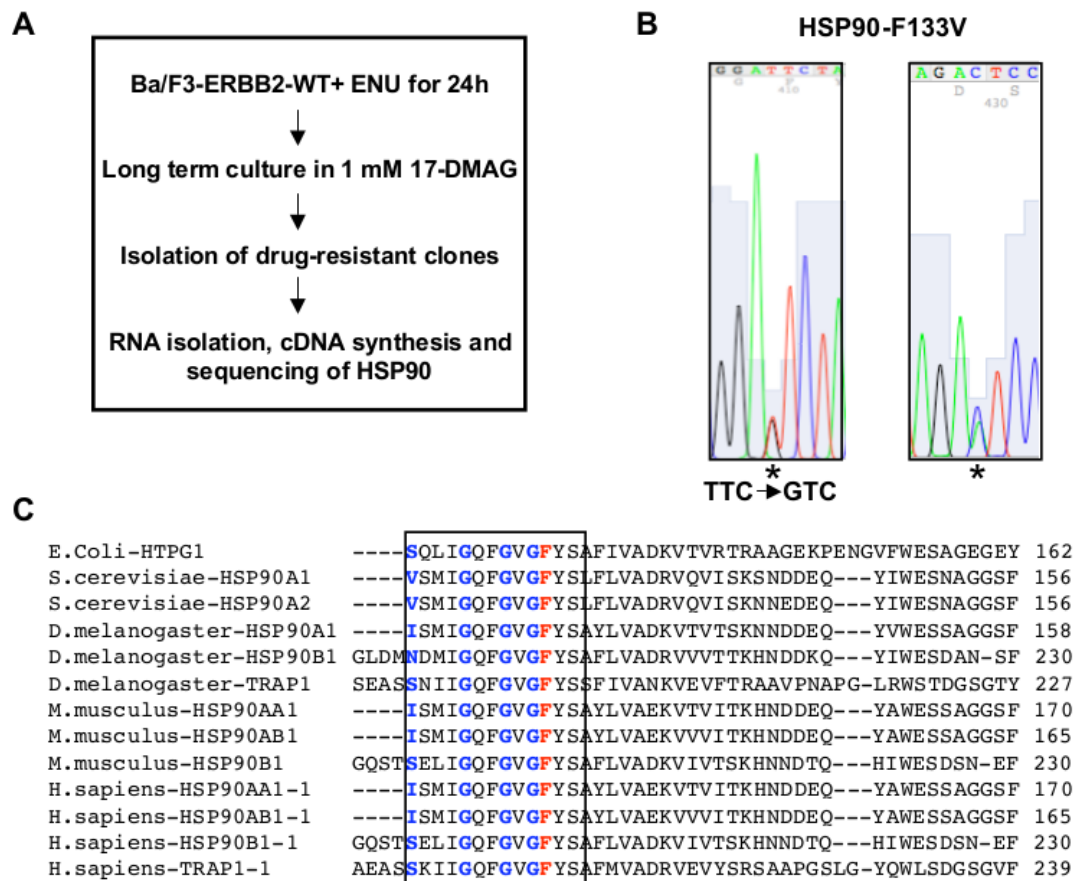 A
Ba/F3-ERBB2-WT+ ENU for 24h
Long term culture in 1 mM 17-DMAG
Isolation of drug-resistant clones
RNA isolation, cDNA synthesis and
sequencing of HSP90
B
HSP90-F133V
G G A T T C T A
G F Y
410
*
TTC→GTC
A G A C T C C
D S
430
*
C
E.Coli-HTPG1 ----SQLIGQFGVGFYSAFIVADKVTVRTRAAGEKPENGVFWESAGEGEY 162
S.cerevisiae-HSP90A1 ----VSMIGQFGVGFYSLFLVADRVQVISKSNDDEQ---YIWESNAGGSF 156
S.cerevisiae-HSP90A2 ----VSMIGQFGVGFYSLFLVADRVQVISKNNEDEQ---YIWESNAGGSF 156
D.melanogaster-HSP90A1 ----ISMIGQFGVGFYSAYLVADKVTVTSKNNDDEQ---YVWESSAGGSF 158
D.melanogaster-HSP90B1 GLDMNDMIGQFGVGFYSAFLVADRVVVTTKHNDDKQ---YIWESDAN-SF 230
D.melanogaster-TRAP1 SEASSNIIGQFGVGFYSSFIVANKVEVFTRAAVPNAPG-LRWSTDGSGTY 227
M.musculus-HSP90AA1 ----ISMIGQFGVGFYSAYLVAEKVTVITKHNDDEQ---YAWESSAGGSF 170
M.musculus-HSP90AB1 ----ISMIGQFGVGFYSAYLVAEKVVVITKHNDDEQ---YAWESSAGGSF 165
M.musculus-HSP90B1 GQSTSELIGQFGVGFYSAFLVADKVIVTSKHNNDTQ---HIWESDSN-EF 230
H.sapiens-HSP90AA1-1 ----ISMIGQFGVGFYSAYLVAEKVTVITKHNDDEQ---YAWESSAGGSF 170
H.sapiens-HSP90AB1-1 ----ISMIGQFGVGFYSAYLVAEKVVVITKHNDDEQ---YAWESSAGGSF 165
H.sapiens-HSP90B1-1 GQSTSELIGQFGVGFYSAFLVADKVIVTSKHNNDTQ---HIWESDSN-EF 230
H.sapiens-TRAP1-1 AEASSKIIGQFGVGFYSAFMVADRVEVYSRSAAPGSLG-YQWLSDGSGVF 239